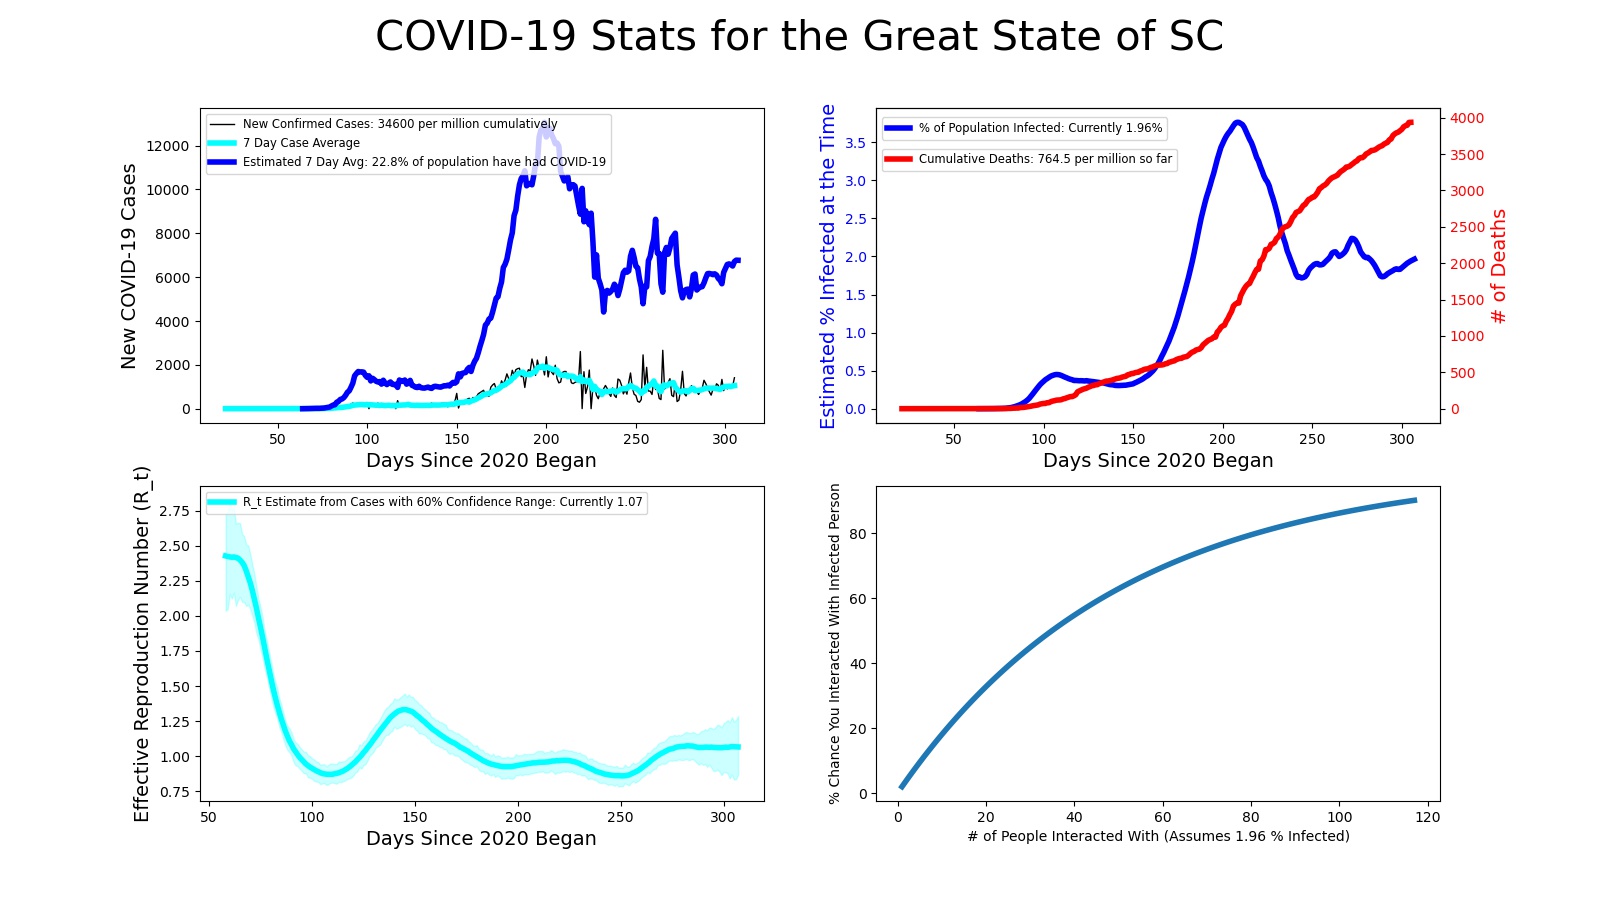 COVID-19 Stats for the Great State of SC
New COVID-19 Cases
12000
10000
8000
6000
4000
2000
0
New Confirmed Cases: 34600 per million cumulatively
7 Day Case Average
Estimated 7 Day Avg: 22.8% of population have had COVID-19
50 100 150 200 250 300
Days Since 2020 Began
Estimated % Infected at the Time
3.5
3.0
2.5
2.0
1.5
1.0
0.5
0.0
% of Population Infected: Currently 1.96%
Cumulative Deaths: 764.5 per million so far
4000
3500
3000
2500
2000
1500
1000
500
0
# of Deaths
50 100 150 200 250 300
Days Since 2020 Began
Effective Reproduction Number (R_t)
2.75
2.50
2.25
2.00
1.75
1.50
1.25
1.00
0.75
R_t Estimate from Cases with 60% Confidence Range: Currently 1.07
50 100 150 200 250 300
Days Since 2020 Began
% Chance You Interacted With Infected Person
80
60
40
20
0
0 20 40 60 80 100 120
# of People Interacted With (Assumes 1.96 % Infected)